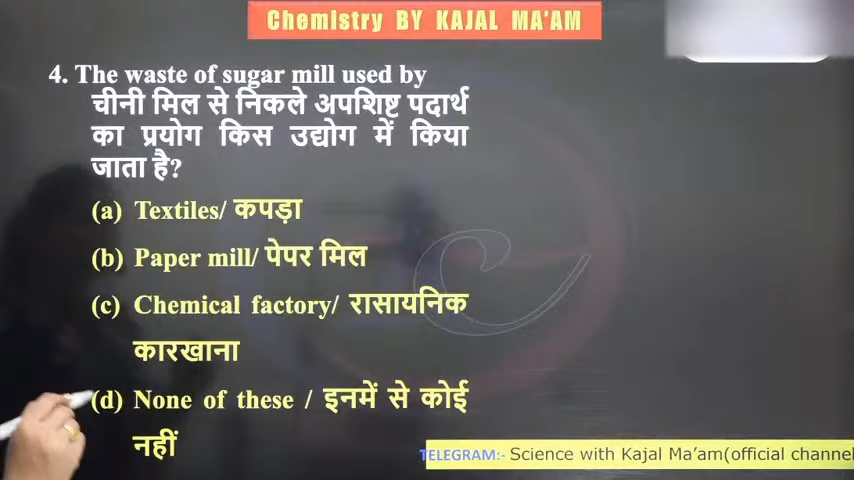 Chemistry BY KAJAL MA'AM
4. The waste of sugar mill used by
चीनी मिल से निकले अपशिष्ट पदार्थ
का प्रयोग किस उद्योग में किया
जाता है?
(a) Textiles/ कपड़ा
(b) Paper mill/ पेपर मिल
(c) Chemical factory/ रासायनिक
कारखाना
(d) None of these / इनमें से कोई
नहीं
TELEGRAM:- Science with Kajal Ma'am(official channel